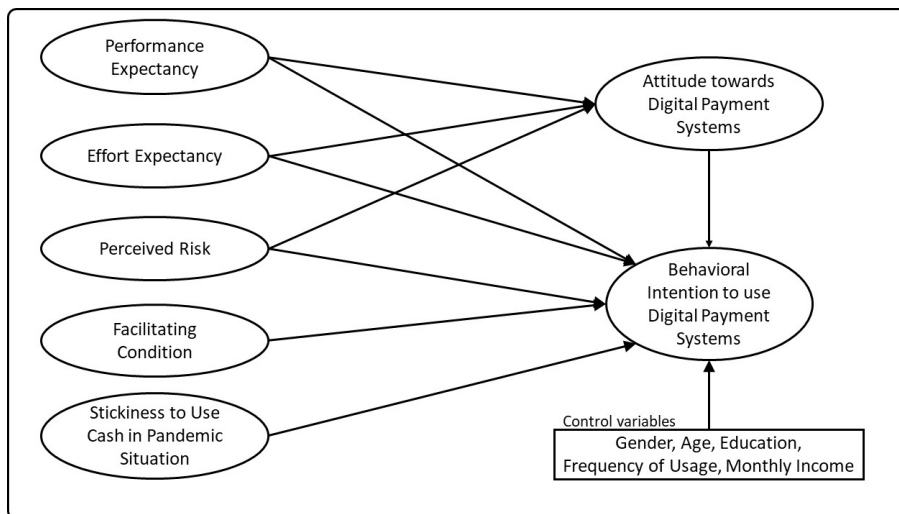 Performance
Expectancy
Effort Expectancy
Perceived Risk
Facilitating
Condition
Stickiness to Use
Cash in Pandemic
Situation
Attitude towards
Digital Payment
Systems
Behavioral
Intention to use
Digital Payment
Systems
Control variables
Gender, Age, Education,
Frequency of Usage, Monthly Income